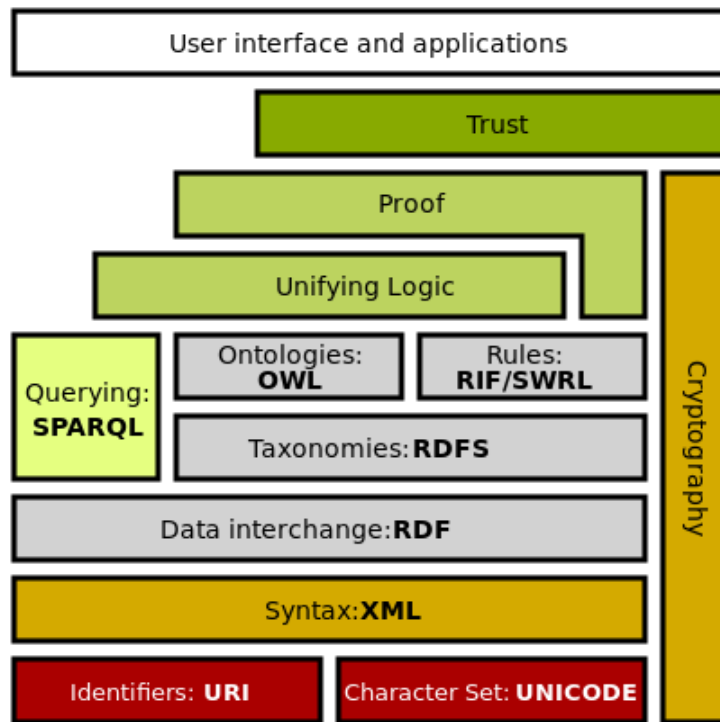 User interface and applications
Trust
Proof
Unifying Logic
Querying:
SPARQL
Ontologies:
OWL
Rules:
RIF/SWRL
Taxonomies: RDFS
Data interchange:RDF
Syntax:XML
Identifiers: URI
Character Set: UNICODE
Cryptography